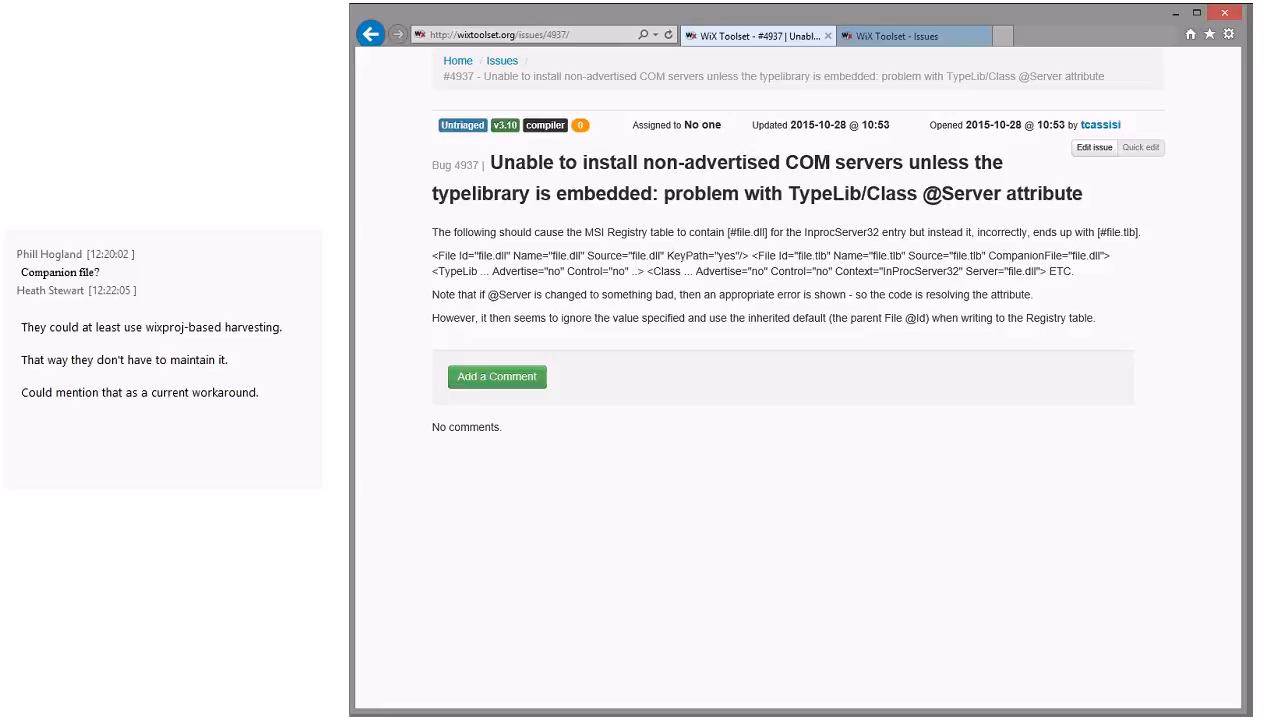 Phill Hogland [12:20:02 ]
Companion file?
Heath Stewart [12:22:05 ]
They could at least use wixproj-based harvesting.
That way they don't have to maintain it.
Could mention that as a current workaround.
http://wixtoolset.org/issues/4937/
WiX Toolset - #4937 | Unabl...
WiX Toolset - Issues
Home / Issues /
#4937 - Unable to install non-advertised COM servers unless the typelibrary is embedded: problem with TypeLib/Class @Server attribute
Untriaged v3.10 compiler 0 Assigned to No one Updated 2015-10-28 @ 10:53 Opened 2015-10-28 @ 10:53 by tcassisi
Edit issue Quick edit
Bug 4937 | Unable to install non-advertised COM servers unless the
typelibrary is embedded: problem with TypeLib/Class @Server attribute
The following should cause the MSI Registry table to contain [#file.dll] for the InprocServer32 entry but instead it, incorrectly, ends up with [#file.tlb].
<File Id="file.dll" Name="file.dll" Source="file.dll" KeyPath="yes"/> <File Id="file.tlb" Name="file.tlb" Source="file.tlb" CompanionFile="file.dll">
<TypeLib ... Advertise="no" Control="no" ..> <Class ... Advertise="no" Control="no" Context="InProcServer32" Server="file.dll"> ETC.
Note that if @Server is changed to something bad, then an appropriate error is shown - so the code is resolving the attribute.
However, it then seems to ignore the value specified and use the inherited default (the parent File @Id) when writing to the Registry table.
Add a Comment
No comments.